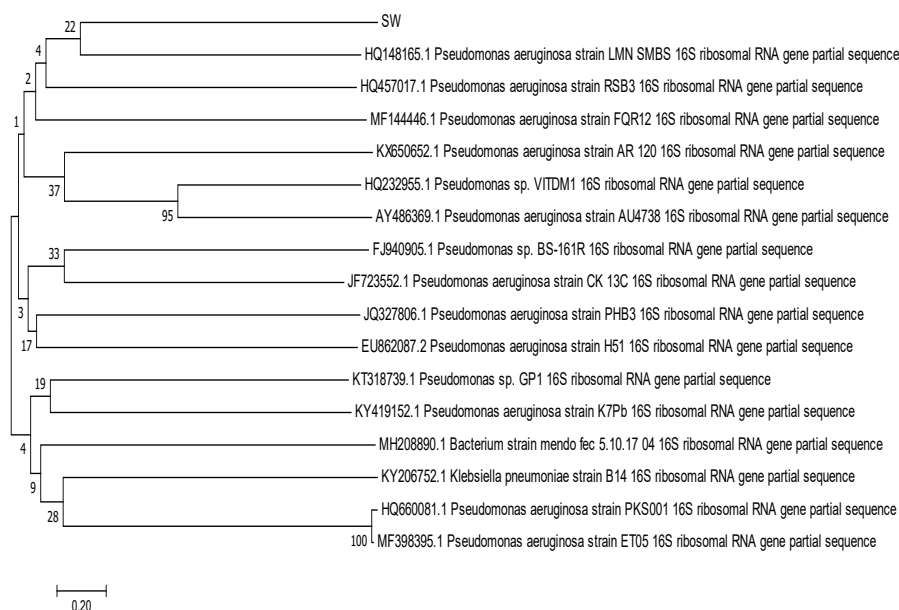 SW
22
4
HQ148165.1 Pseudomonas aeruginosa strain LMN SMBS 16S ribosomal RNA gene partial sequence
2
HQ457017.1 Pseudomonas aeruginosa strain RSB3 16S ribosomal RNA gene partial sequence
1
MF144446.1 Pseudomonas aeruginosa strain FQR12 16S ribosomal RNA gene partial sequence
KX650652.1 Pseudomonas aeruginosa strain AR 120 16S ribosomal RNA gene partial sequence
37
HQ232955.1 Pseudomonas sp. VITDM1 16S ribosomal RNA gene partial sequence
95
AY486369.1 Pseudomonas aeruginosa strain AU4738 16S ribosomal RNA gene partial sequence
FJ940905.1 Pseudomonas sp. BS-161R 16S ribosomal RNA gene partial sequence
33
JF723552.1 Pseudomonas aeruginosa strain CK 13C 16S ribosomal RNA gene partial sequence
3
JQ327806.1 Pseudomonas aeruginosa strain PHB3 16S ribosomal RNA gene partial sequence
17
EU862087.2 Pseudomonas aeruginosa strain H51 16S ribosomal RNA gene partial sequence
KT318739.1 Pseudomonas sp. GP1 16S ribosomal RNA gene partial sequence
19
KY419152.1 Pseudomonas aeruginosa strain K7Pb 16S ribosomal RNA gene partial sequence
4
MH208890.1 Bacterium strain mendo fec 5.10.17 04 16S ribosomal RNA gene partial sequence
9
KY206752.1 Klebsiella pneumoniae strain B14 16S ribosomal RNA gene partial sequence
28
HQ660081.1 Pseudomonas aeruginosa strain PKS001 16S ribosomal RNA gene partial sequence
100
MF398395.1 Pseudomonas aeruginosa strain ET05 16S ribosomal RNA gene partial sequence
0.20